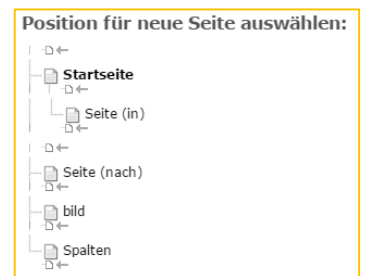 Position für neue Seite auswählen:
Startseite
Seite (in)
Seite (nach)
bild
Spalten